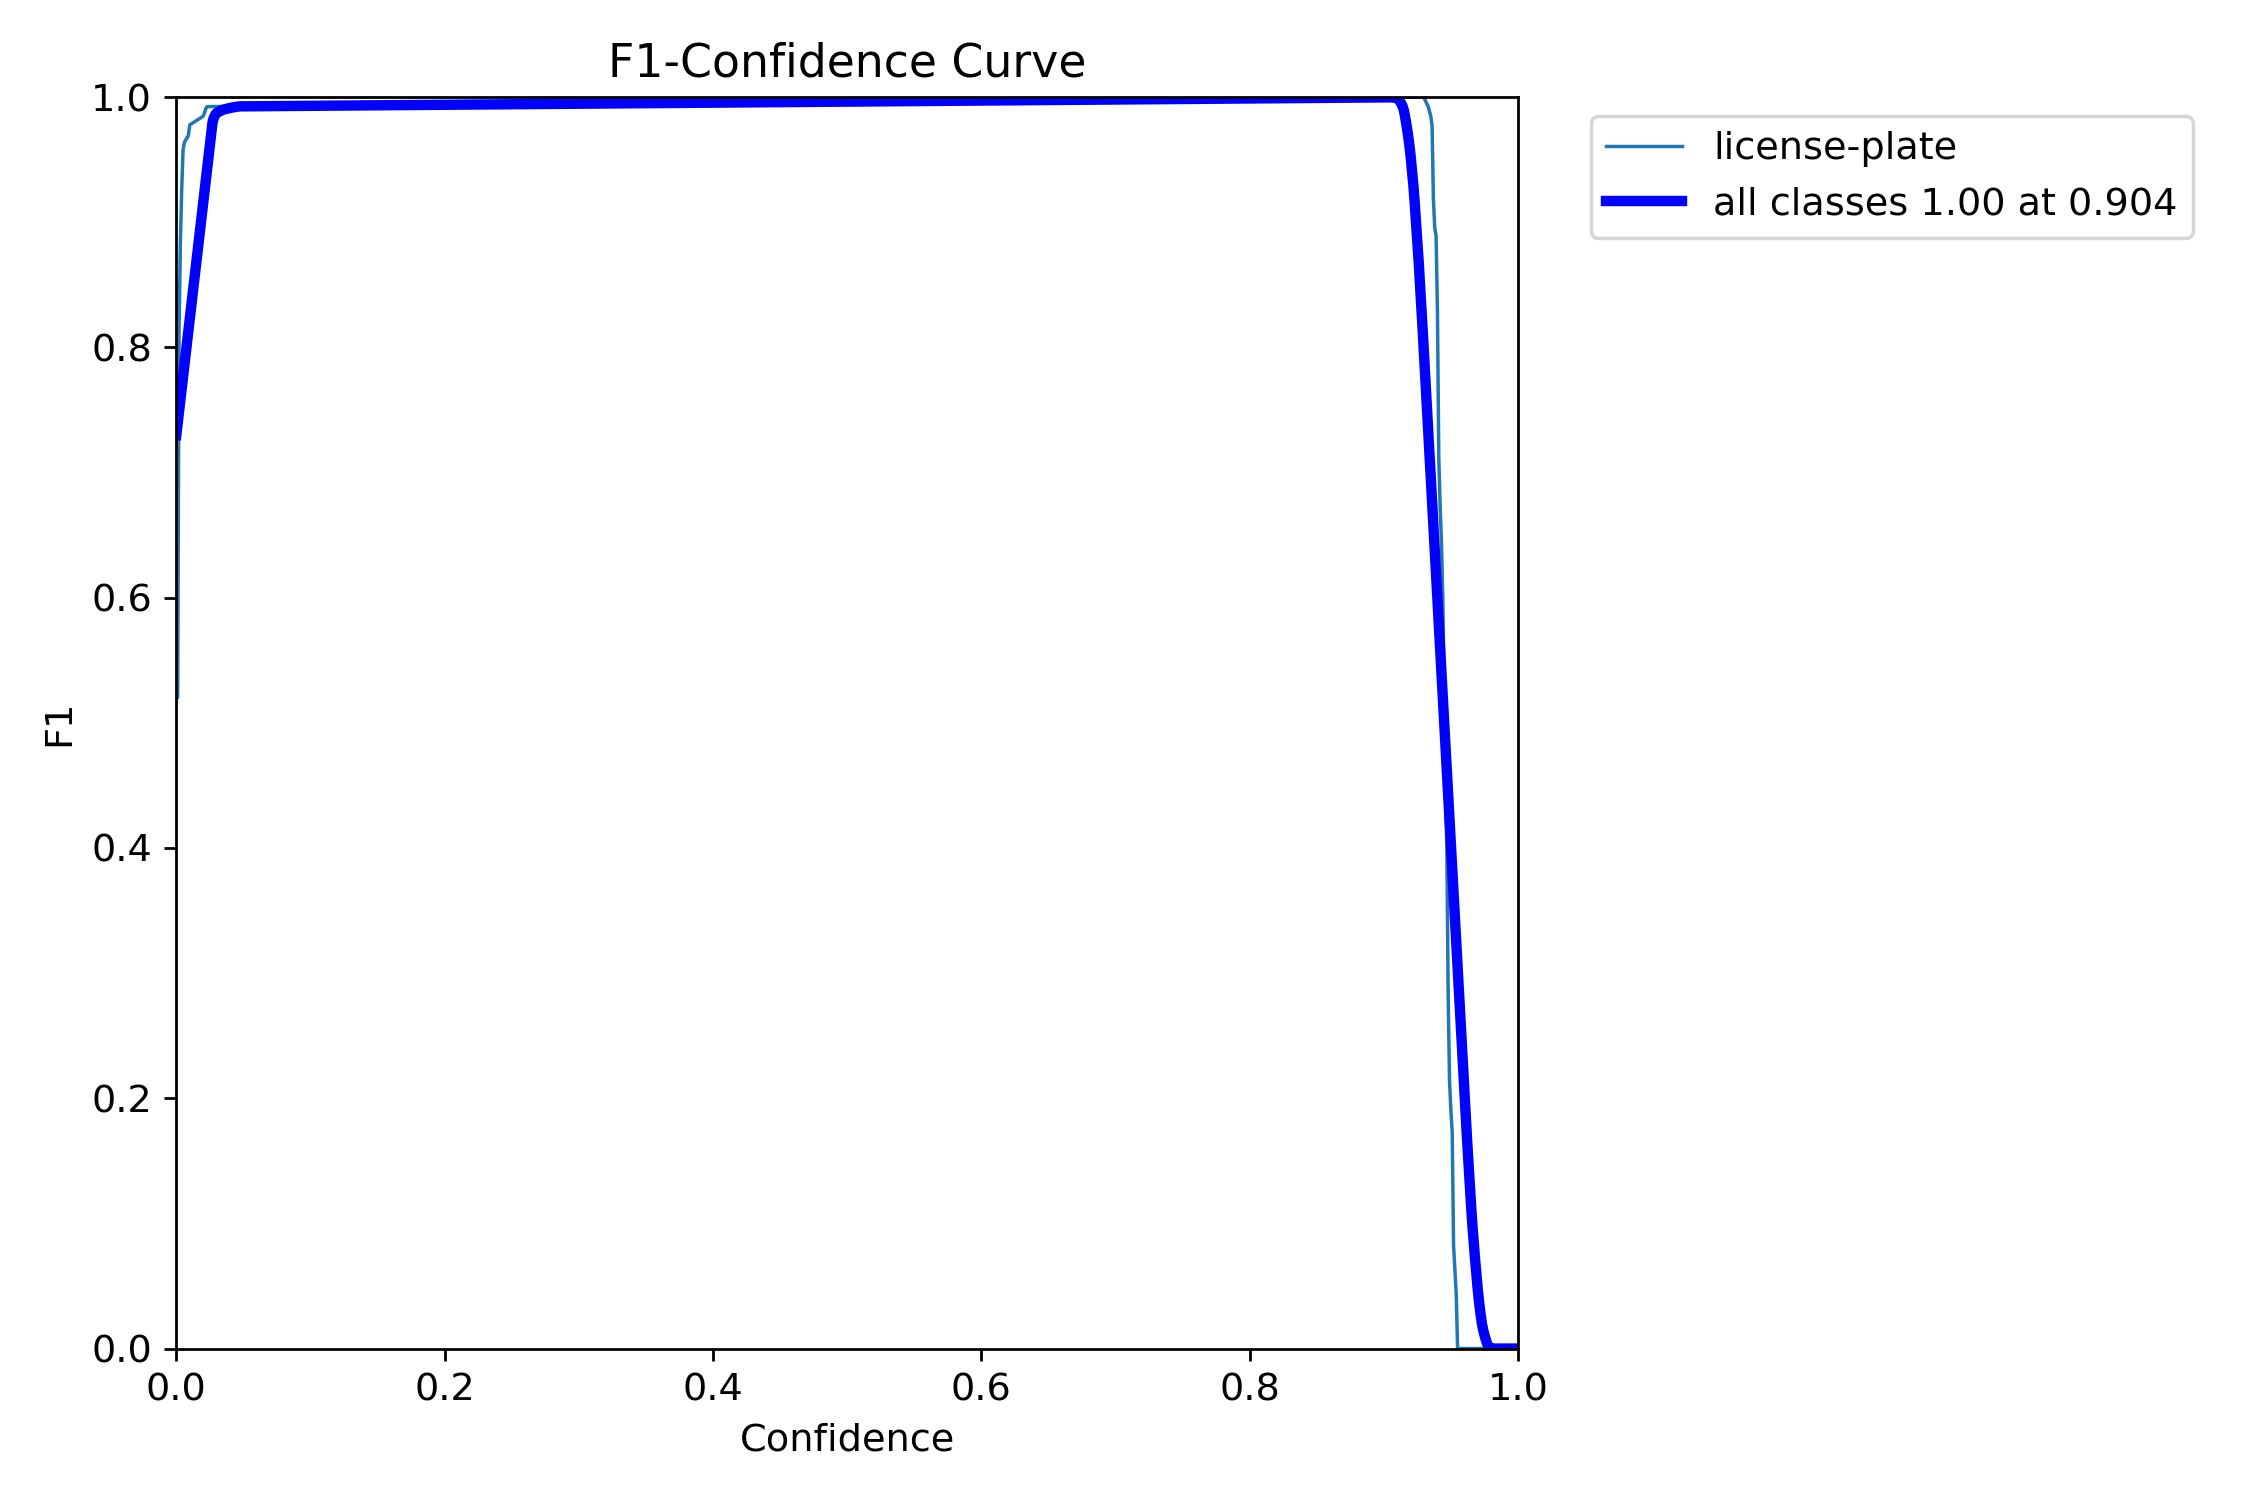 F1-Confidence Curve
1.0
0.8
0.6
0.4
0.2
0.0
F1
0.0 0.2 0.4 0.6 0.8 1.0
Confidence
license-plate
all classes 1.00 at 0.904